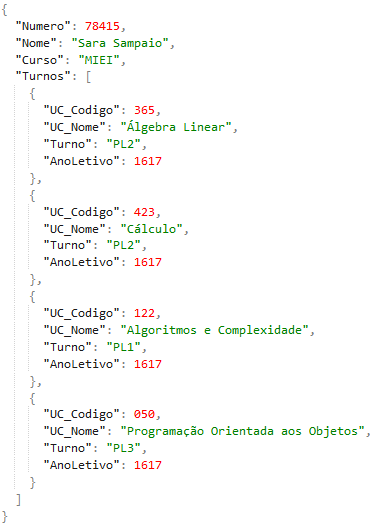 {
  "Numero": 78415,
  "Nome": "Sara Sampaio",
  "Curso": "MIEI",
  "Turnos": [
    {
      "UC_Codigo": 365,
      "UC_Nome": "Álgebra Linear",
      "Turno": "PL2",
      "AnoLetivo": 1617
    },
    {
      "UC_Codigo": 423,
      "UC_Nome": "Cálculo",
      "Turno": "PL2",
      "AnoLetivo": 1617
    },
    {
      "UC_Codigo": 122,
      "UC_Nome": "Algoritmos e Complexidade",
      "Turno": "PL1",
      "AnoLetivo": 1617
    },
    {
      "UC_Codigo": 050,
      "UC_Nome": "Programação Orientada aos Objetos",
      "Turno": "PL3",
      "AnoLetivo": 1617
    }
  ]
}